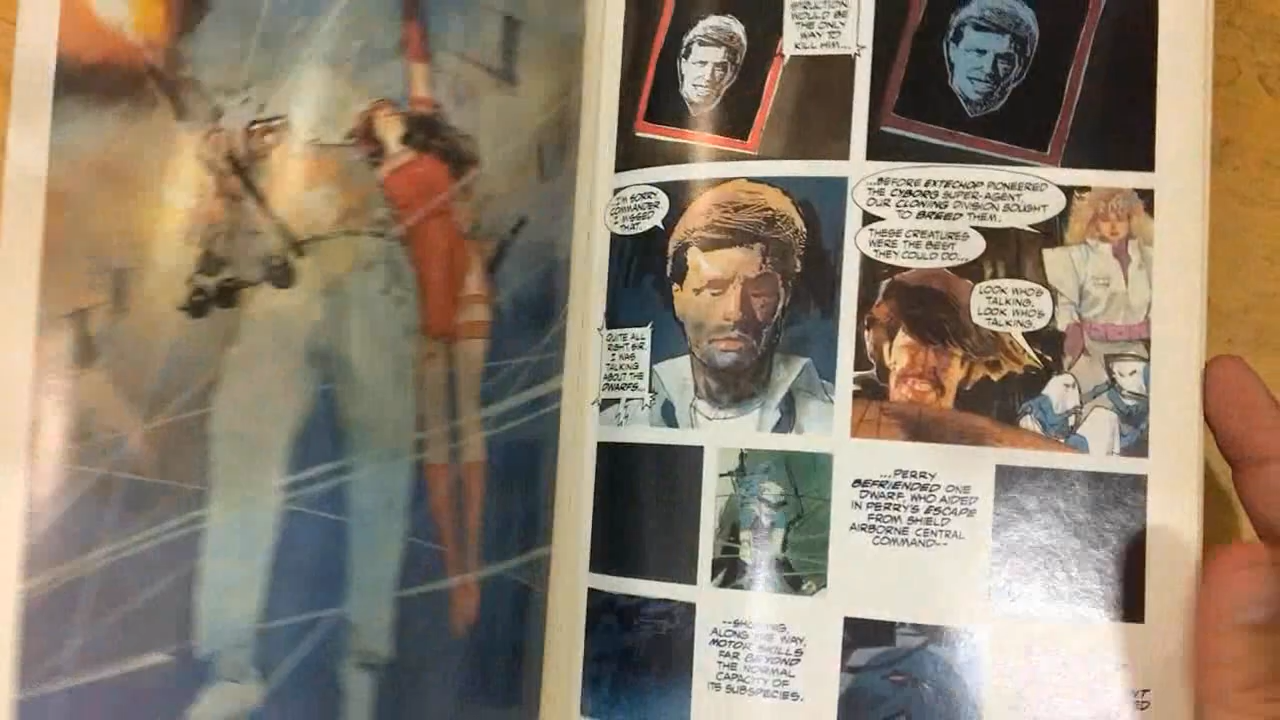 STRUCTION
WOULD BE
THE ONLY
WAY TO
KILL HIM...
I'M SORRY,
COMMANDER.
I MISSED
THAT.
QUITE ALL
RIGHT, SIR.
I WAS
TALKING
ABOUT THE
DWARFS...
...BEFORE EXTECHOP PIONEERED
THE CYBORG SUPER-AGENT,
OUR CLONING DIVISION SOUGHT
TO BREED THEM.
THESE CREATURES
WERE THE BEST
THEY COULD DO...
LOOK WHO'S
TALKING.
LOOK WHO'S
TALKING.
...PERRY
BEFRIENDED ONE
DWARF, WHO AIDED
IN PERRY'S ESCAPE
FROM SHIELD
AIRBORNE CENTRAL
COMMAND--
--SHOWING,
ALONG THE WAY,
MOTOR SKILLS
FAR BEYOND
THE NORMAL
CAPACITY OF
ITS SUBSPECIES.